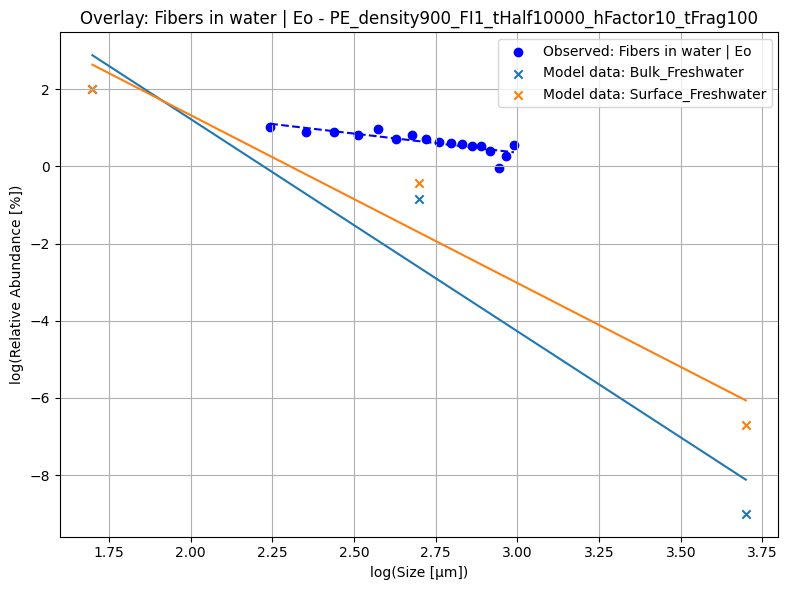 Overlay: Fibers in water | Eo - PE_density900_FI1_tHalf10000_hFactor10_tFrag100
Observed: Fibers in water | Eo
Model data: Bulk_Freshwater
Model data: Surface_Freshwater
log(Relative Abundance [%])
2
0
−2
−4
−6
−8
1.75 2.00 2.25 2.50 2.75 3.00 3.25 3.50 3.75
log(Size [μm])